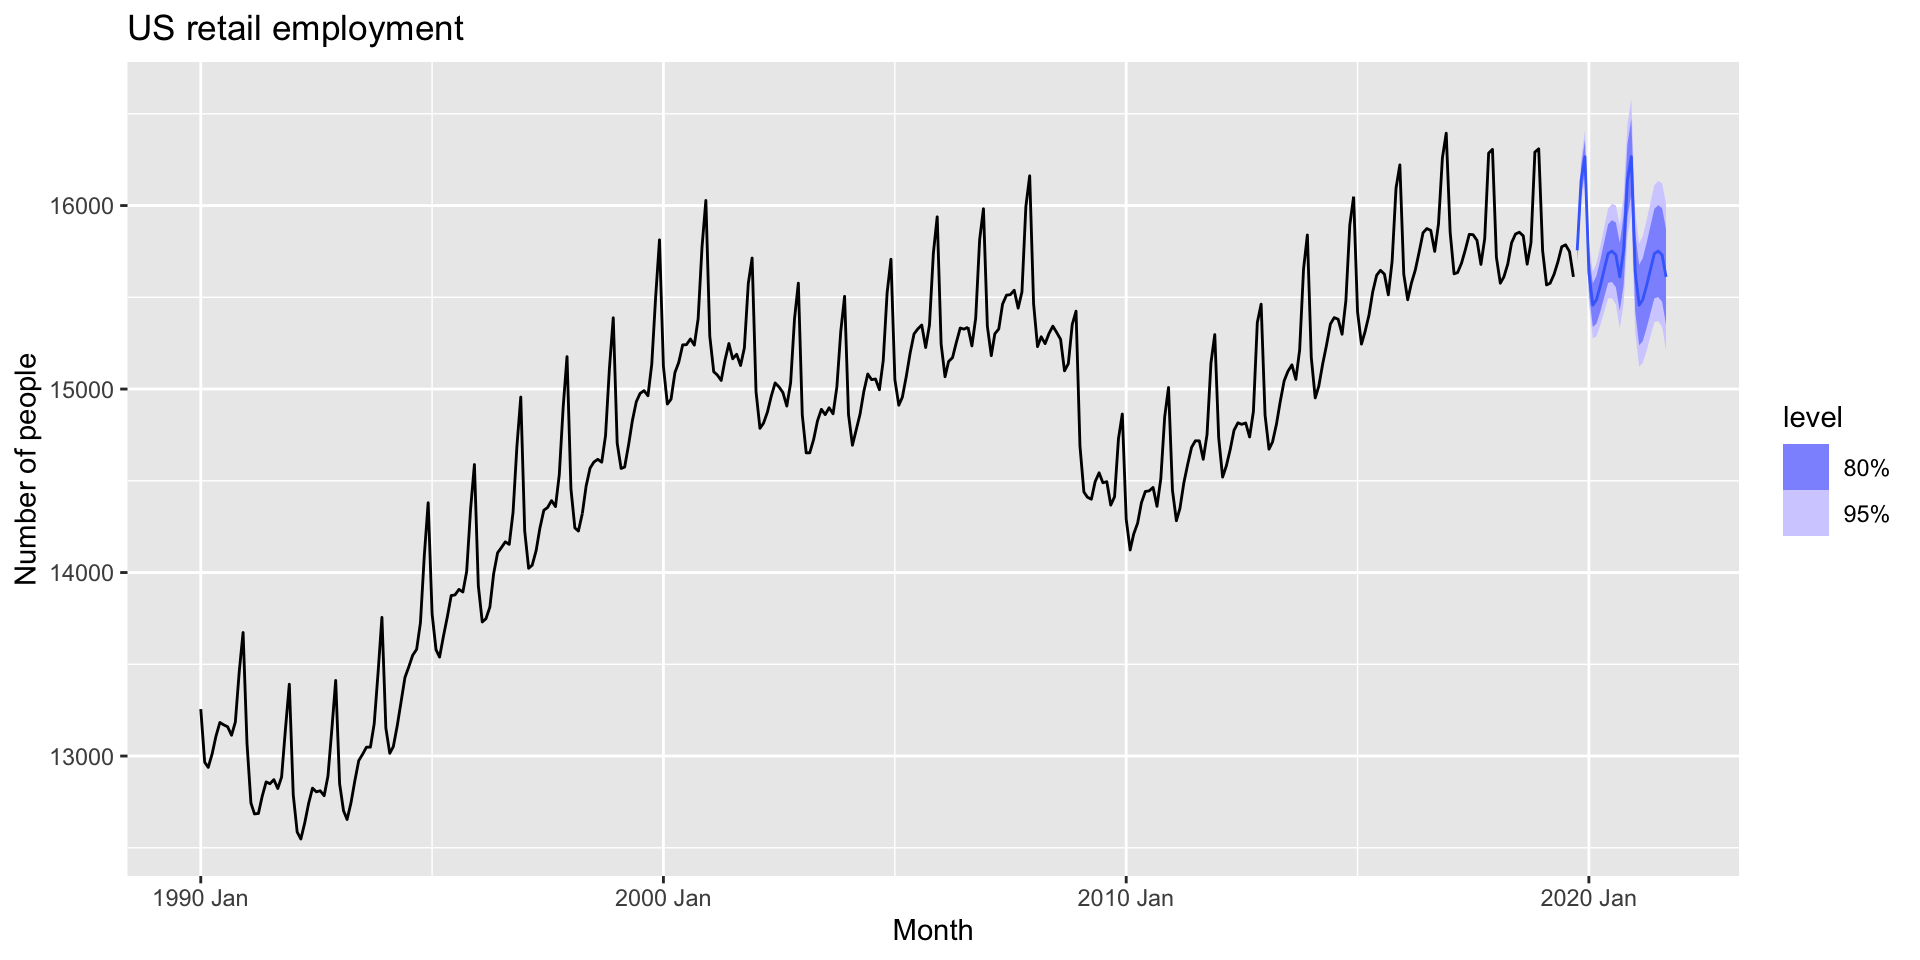 US retail employment
Number of people
16000
15000
14000
13000
1990 Jan
2000 Jan
2010 Jan
2020 Jan
Month
level
80%
95%